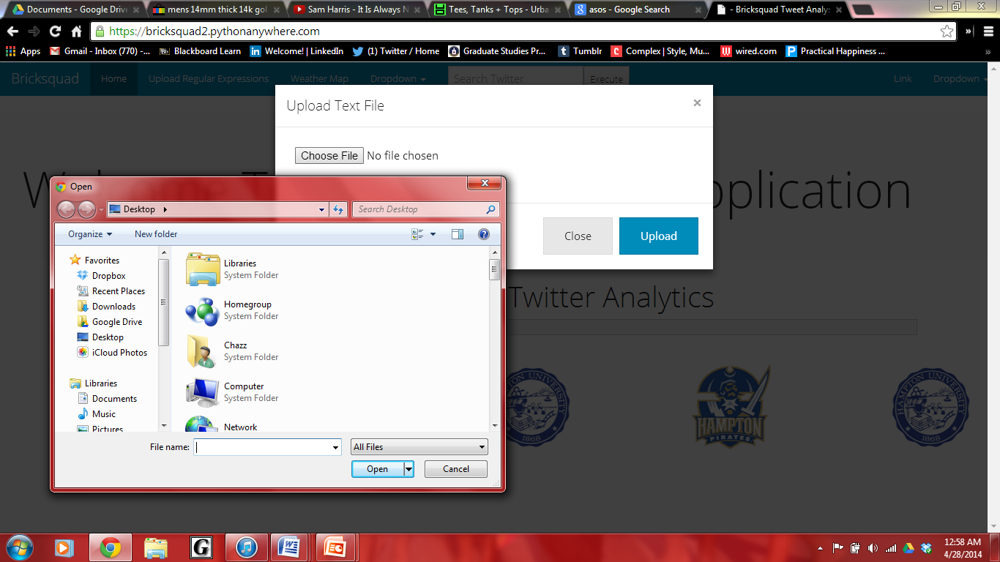 Documents - Google Drive
mens 14mm thick 14k gol
Sam Harris - It Is Always N
Tees, Tanks + Tops - Urba
asos - Google Search
- Bricksquad Tweet Analys
https://bricksquad2.pythonanywhere.com
Apps
Gmail - Inbox (770) -...
Blackboard Learn
Welcome! | LinkedIn
(1) Twitter / Home
Graduate Studies Pr...
Tumblr
Complex | Style, Mu...
wired.com
Practical Happiness ...
Bricksquad
Home
Upload Regular Expressions
Weather Map
Dropdown
Search Twitter
Execute
Link
Dropdown
Upload Text File
×
Choose File No file chosen
Close
Upload
Twitter Analytics
Open
Desktop
Search Desktop
Organize
New folder
Favorites
Dropbox
Recent Places
Downloads
Google Drive
Desktop
iCloud Photos
Libraries
Documents
Music
Pictures
Libraries
System Folder
Homegroup
System Folder
Chazz
System Folder
Computer
System Folder
Network
File name:
All Files
Open
Cancel
HAMPTON UNIVERSITY
1868
HAMPTON
PIRATES
HAMPTON UNIVERSITY
1868
12:58 AM
4/28/2014